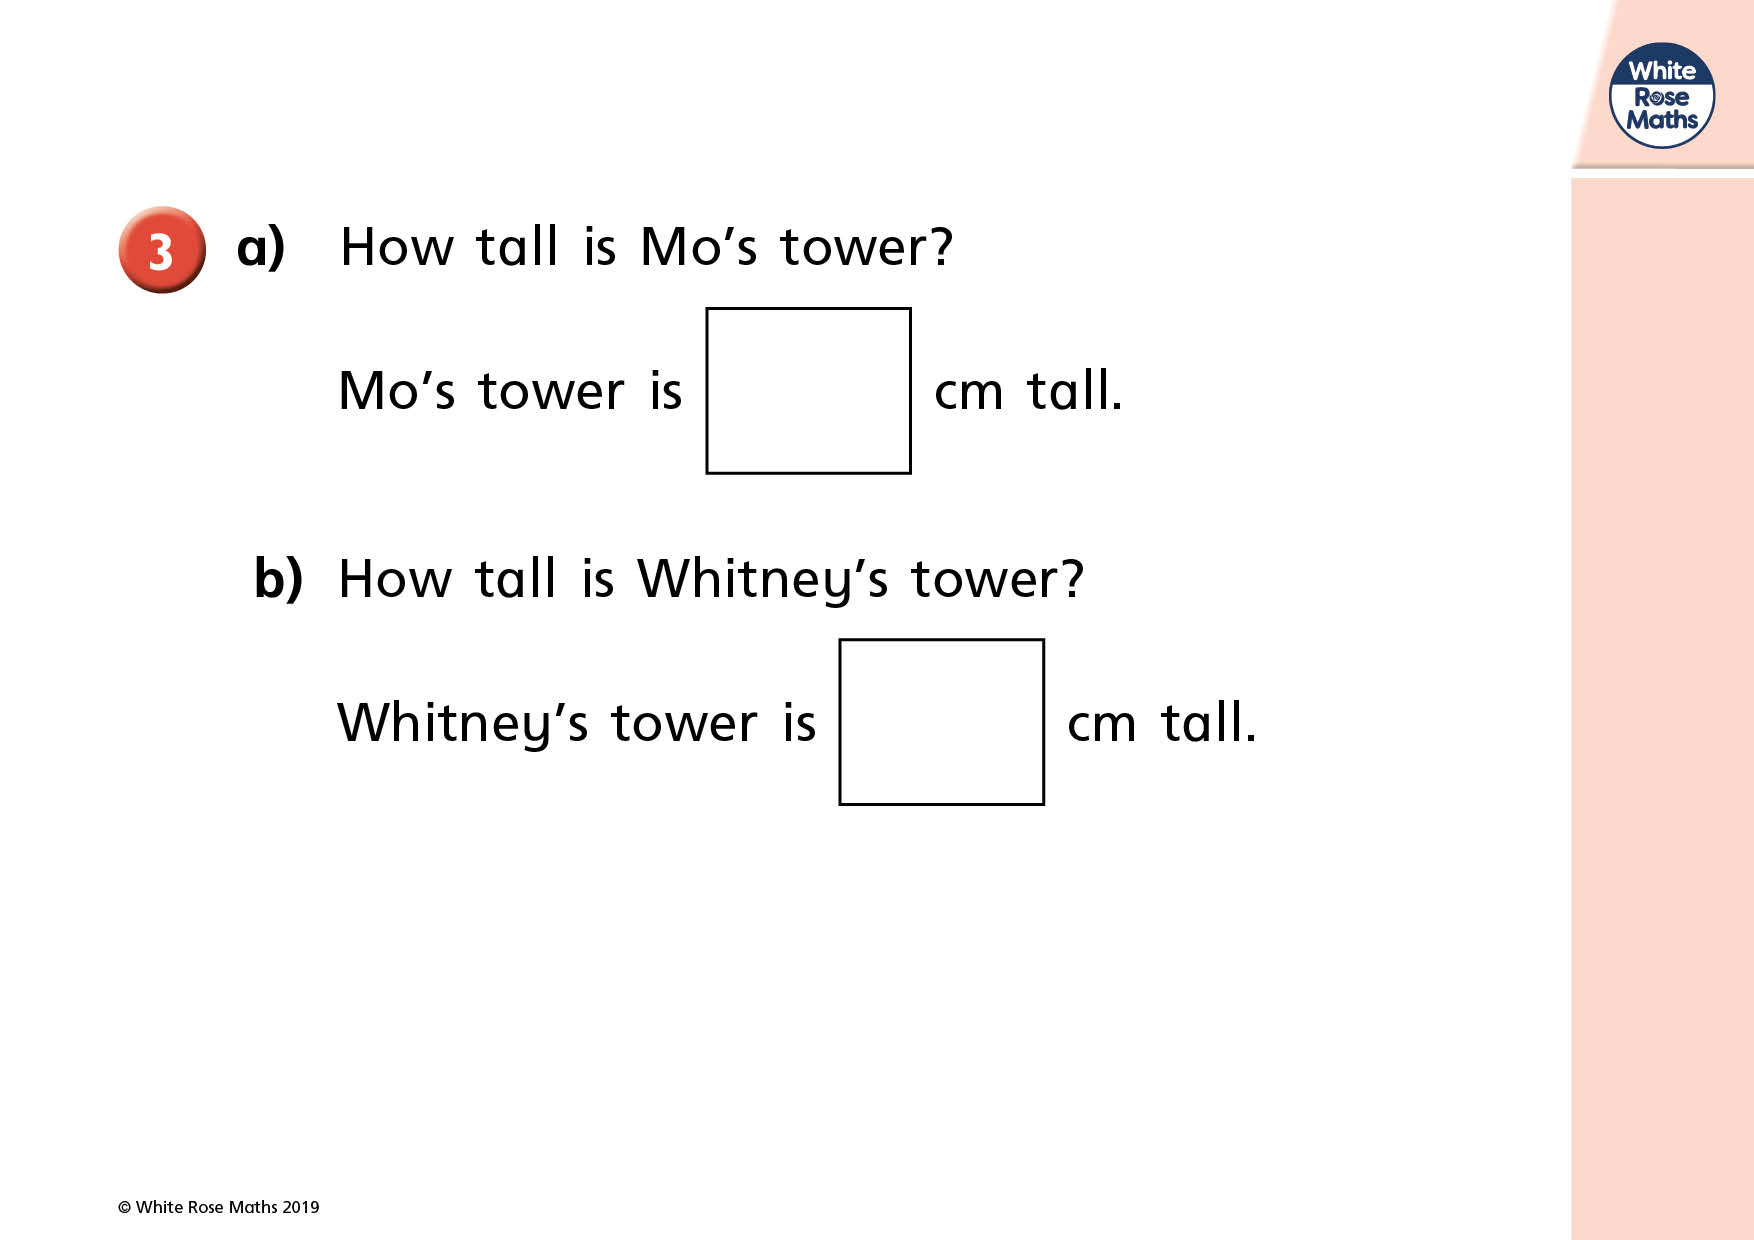 White
Rose
Maths
3 a) How tall is Mo's tower?
Mo's tower is cm tall.
b) How tall is Whitney's tower?
Whitney's tower is cm tall.
© White Rose Maths 2019